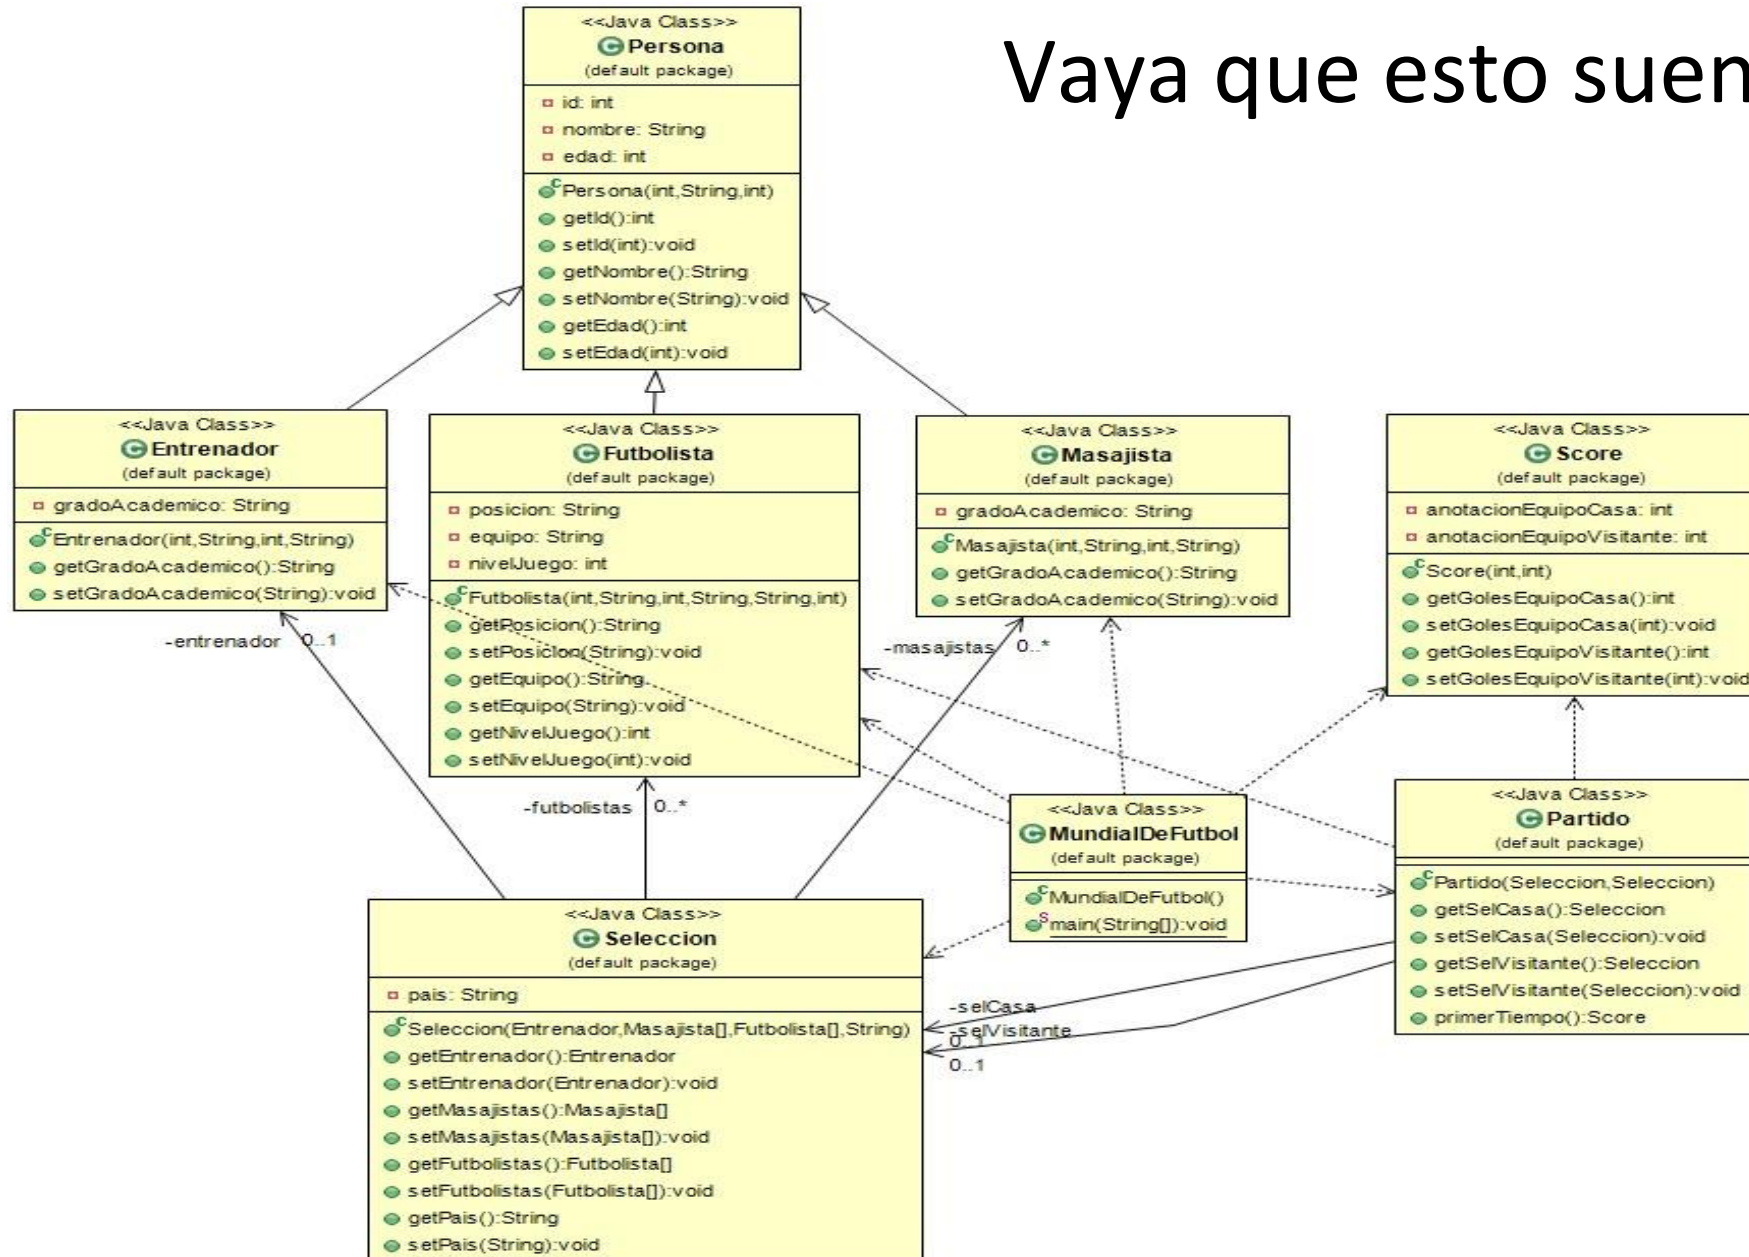 Vaya que esto suen
<<Java Class>>
Persona
(default package)
id: int
nombre: String
edad: int
Persona(int,String,int)
getId():int
setId(int):void
getNombre():String
setNombre(String):void
getEdad():int
setEdad(int):void
<<Java Class>>
Entrenador
(default package)
gradoAcademico: String
Entrenador(int,String,int,String)
getGradoAcademico():String
setGradoAcademico(String):void
<<Java Class>>
Futbolista
(default package)
posicion: String
equipo: String
nivelJuego: int
Futbolista(int,String,int,String,String,int)
getPosicion():String
setPosicion(String):void
getEquipo():String
setEquipo(String):void
getNivelJuego():int
setNivelJuego(int):void
<<Java Class>>
Masajista
(default package)
gradoAcademico: String
Masajista(int,String,int,String)
getGradoAcademico():String
setGradoAcademico(String):void
<<Java Class>>
Score
(default package)
anotacionEquipoCasa: int
anotacionEquipoVisitante: int
Score(int,int)
getGolesEquipoCasa():int
setGolesEquipoCasa(int):void
getGolesEquipoVisitante():int
setGolesEquipoVisitante(int):void
-entrenador 0..1
-masajistas 0..*
-futbolistas 0..*
<<Java Class>>
MundialDeFutbol
(default package)
MundialDeFutbol()
main(String[]):void
<<Java Class>>
Partido
(default package)
Partido(Seleccion,Seleccion)
getSelCasa():Seleccion
setSelCasa(Seleccion):void
getSelVisitante():Seleccion
setSelVisitante(Seleccion):void
primerTiempo():Score
-selCasa
-selVisitante
0..1
0..1
<<Java Class>>
Seleccion
(default package)
pais: String
Seleccion(Entrenador,Masajista[],Futbolista[],String)
getEntrenador():Entrenador
setEntrenador(Entrenador):void
getMasajistas():Masajista[]
setMasajistas(Masajista[]):void
getFutbolistas():Futbolista[]
setFutbolistas(Futbolista[]):void
getPais():String
setPais(String):void